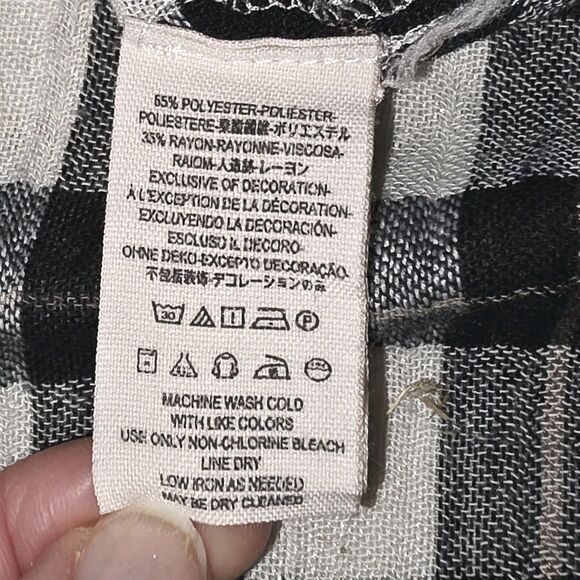 65% POLYESTER-POLIÉSTER-
POLIESTERE-聚酯纖維-ポリエステル
35% RAYON-RAYONNE-VISCOSA-
RAIOM-人造絲-レーヨン
EXCLUSIVE OF DECORATION-
À L'EXCEPTION DE LA DÉCORATION-
EXCLUYENDO LA DECORACIÓN-
ESCLUSO IL DECORO-
OHNE DEKO-EXCEPTO DECORAÇÃO-
不包括裝飾-デコレーションのみ
30 P
MACHINE WASH COLD
WITH LIKE COLORS
USE ONLY NON-CHLORINE BLEACH
LINE DRY
LOW IRON AS NEEDED
MAY BE DRY CLEANED